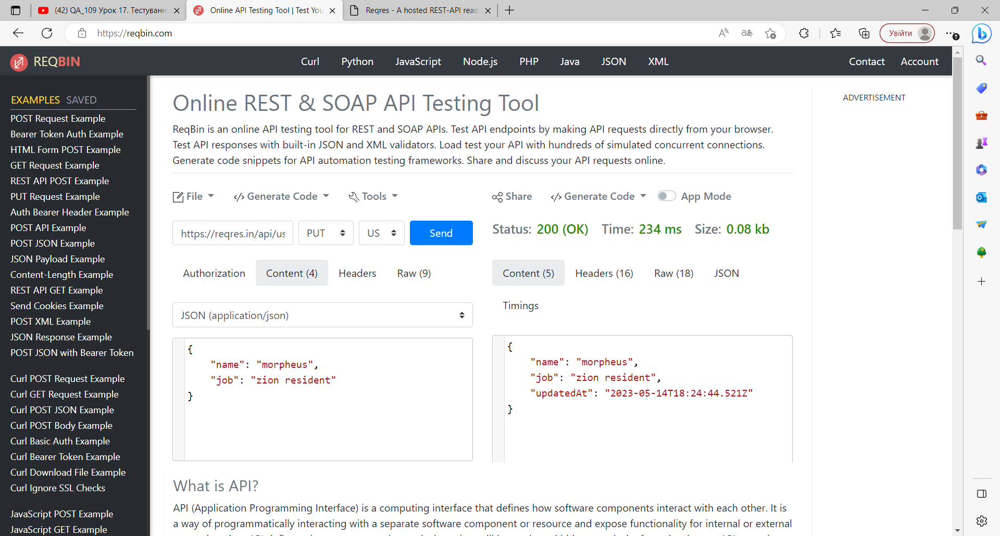 (42) QA_109 Урок 17. Тестуванн
Online API Testing Tool | Test You
Reqres - A hosted REST-API read
https://reqbin.com
Увійти
REQBIN
Curl Python JavaScript Node.js PHP Java JSON XML
Contact Account
EXAMPLES SAVED
POST Request Example
Bearer Token Auth Example
HTML Form POST Example
GET Request Example
REST API POST Example
PUT Request Example
Auth Bearer Header Example
POST API Example
POST JSON Example
JSON Payload Example
Content-Length Example
REST API GET Example
Send Cookies Example
POST XML Example
JSON Response Example
POST JSON with Bearer Token
Curl POST Request Example
Curl GET Request Example
Curl POST JSON Example
Curl POST Body Example
Curl Basic Auth Example
Curl Bearer Token Example
Curl Download File Example
Curl Ignore SSL Checks
JavaScript POST Example
JavaScript GET Example
Online REST & SOAP API Testing Tool
ReqBin is an online API testing tool for REST and SOAP APIs. Test API endpoints by making API requests directly from your browser.
Test API responses with built-in JSON and XML validators. Load test your API with hundreds of simulated concurrent connections.
Generate code snippets for API automation testing frameworks. Share and discuss your API requests online.
File </> Generate Code Tools
https://reqres.in/api/us PUT US Send
Authorization Content (4) Headers Raw (9)
JSON (application/json)
{
"name": "morpheus",
"job": "zion resident"
}
Share </> Generate Code App Mode
Status: 200 (OK) Time: 234 ms Size: 0.08 kb
Content (5) Headers (16) Raw (18) JSON
Timings
{
"name": "morpheus",
"job": "zion resident",
"updatedAt": "2023-05-14T18:24:44.521Z"
}
ADVERTISEMENT
What is API?
API (Application Programming Interface) is a computing interface that defines how software components interact with each other. It is
a way of programmatically interacting with a separate software component or resource and expose functionality for internal or external